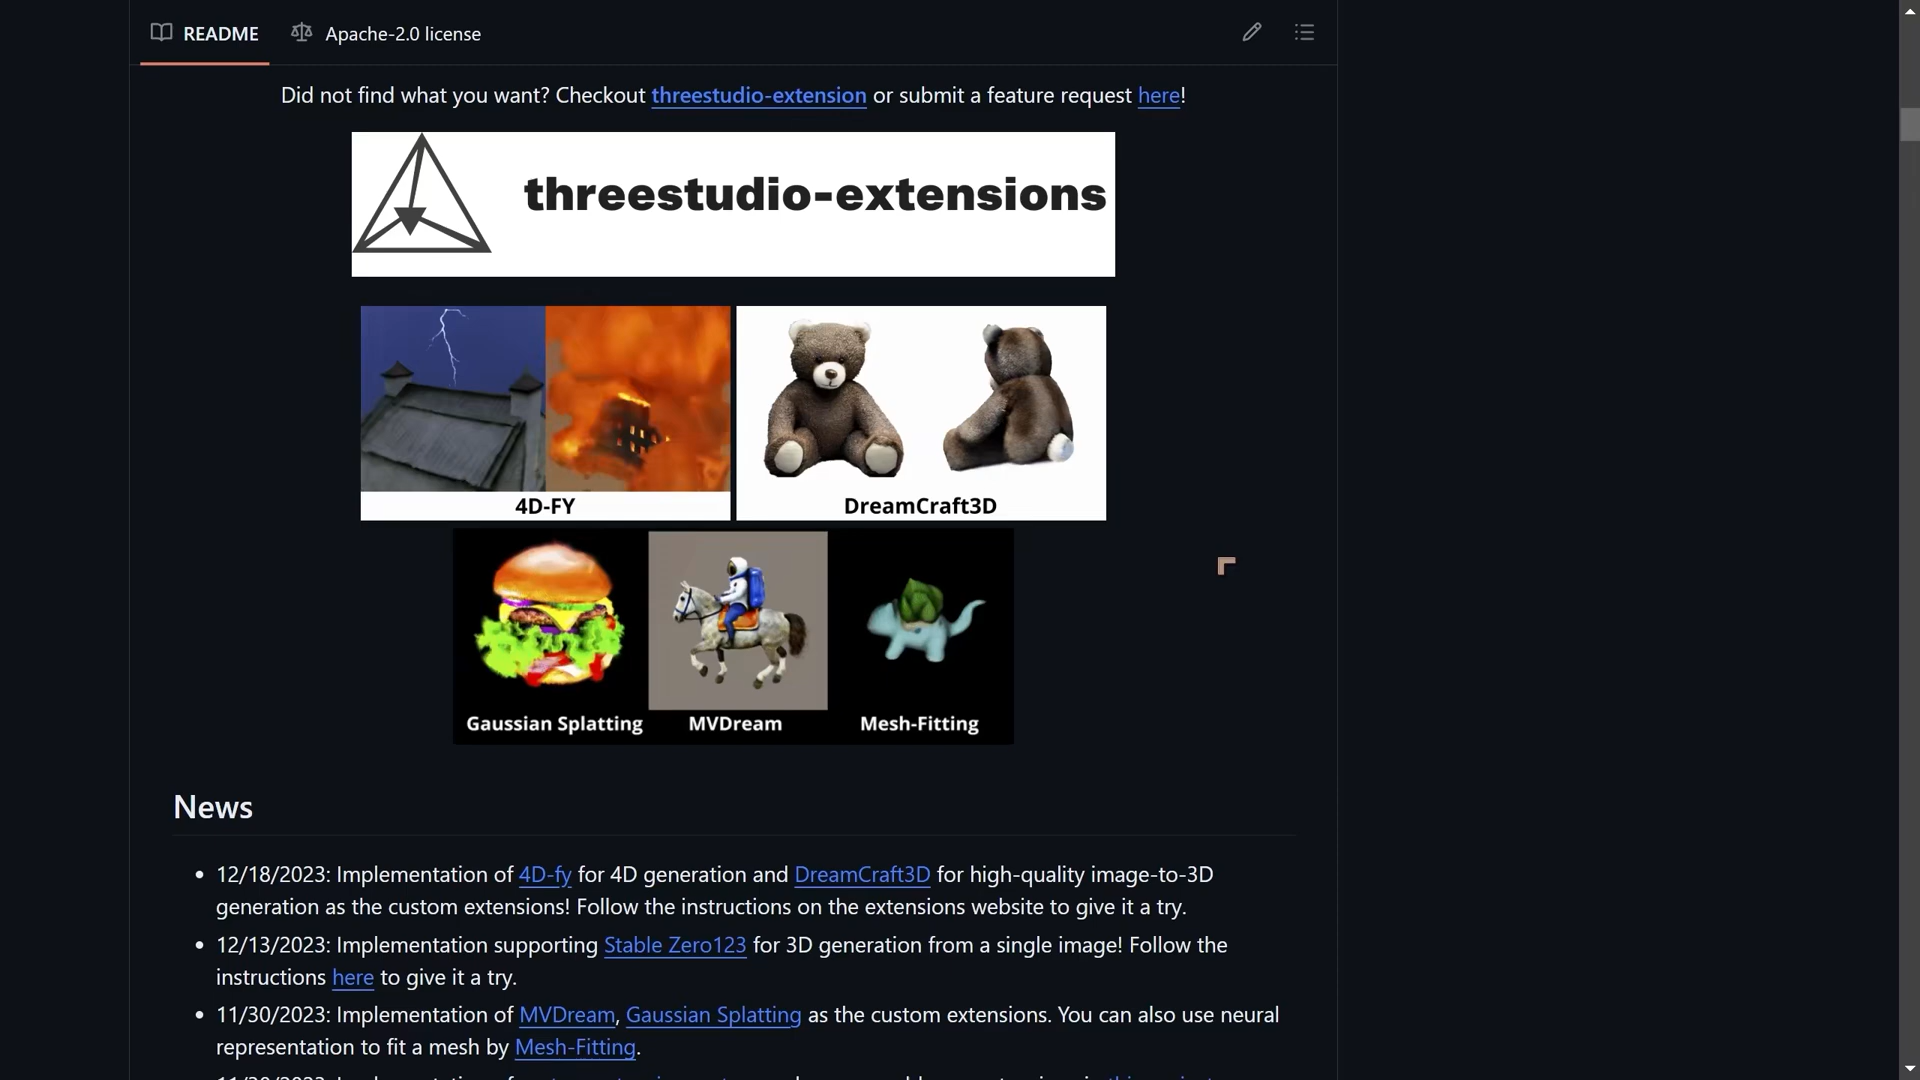 README
Apache-2.0 license
Did not find what you want? Checkout threestudio-extension or submit a feature request here!
threestudio-extensions
4D-FY
DreamCraft3D
Gaussian Splatting
MVDream
Mesh-Fitting
News
12/18/2023: Implementation of 4D-fy for 4D generation and DreamCraft3D for high-quality image-to-3D
generation as the custom extensions! Follow the instructions on the extensions website to give it a try.
12/13/2023: Implementation supporting Stable Zero123 for 3D generation from a single image! Follow the
instructions here to give it a try.
11/30/2023: Implementation of MVDream, Gaussian Splatting as the custom extensions. You can also use neural
representation to fit a mesh by Mesh-Fitting.